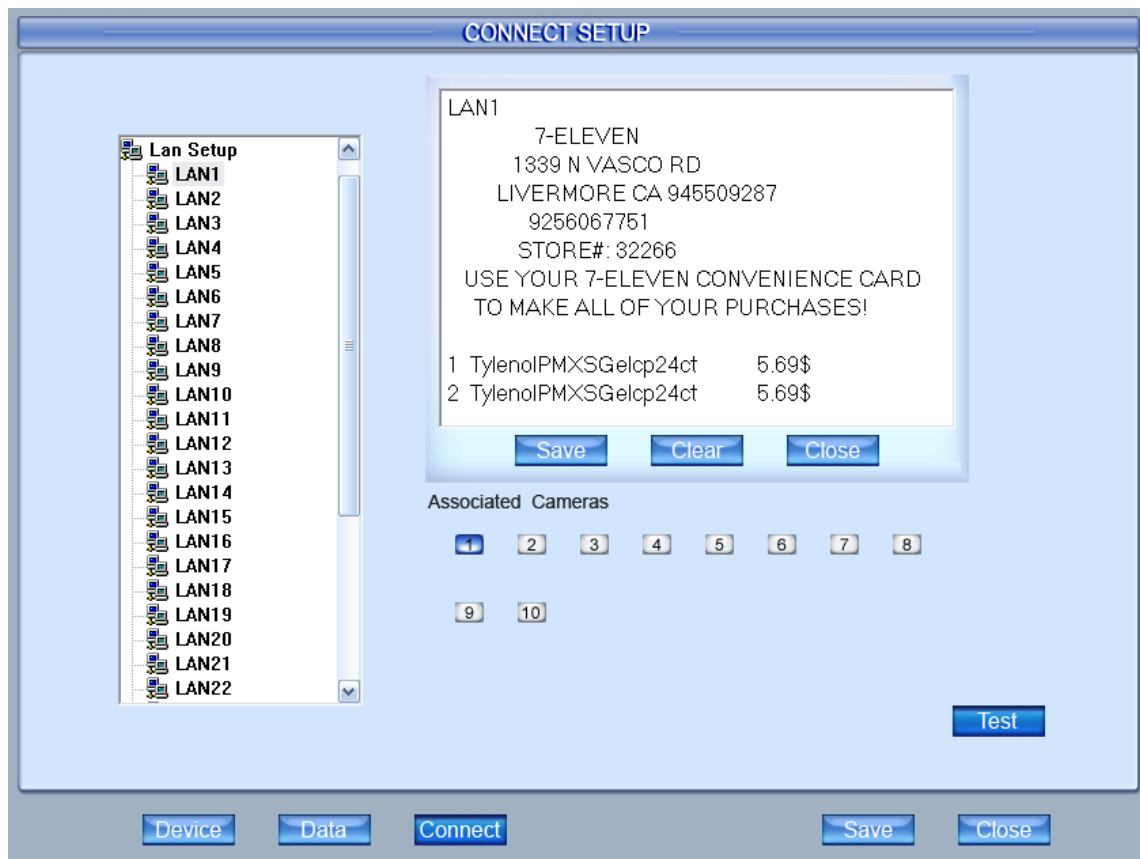 CONNECT SETUP
Lan Setup
LAN1
LAN2
LAN3
LAN4
LAN5
LAN6
LAN7
LAN8
LAN9
LAN10
LAN11
LAN12
LAN13
LAN14
LAN15
LAN16
LAN17
LAN18
LAN19
LAN20
LAN21
LAN22
LAN1
7-ELEVEN
1339 N VASCO RD
LIVERMORE CA 945509287
9256067751
STORE#: 32266
USE YOUR 7-ELEVEN CONVENIENCE CARD
TO MAKE ALL OF YOUR PURCHASES!
1 TylenolPMXSGelcp24ct 5.69$
2 TylenolPMXSGelcp24ct 5.69$
Save Clear Close
Associated Cameras
1 2 3 4 5 6 7 8
9 10
Test
Device Data Connect Save Close